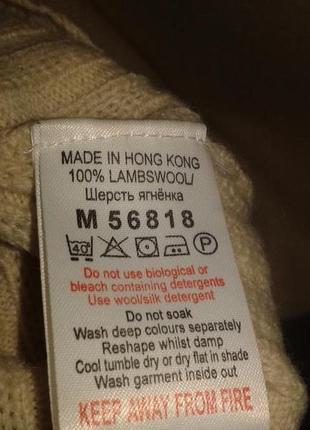 MADE IN HONG KONG
100% LAMBSWOOL/
Шерсть ягнёнка
M 56818
40° P
Do not use biological or
bleach containing detergents
Use wool/silk detergent
Do not soak
Wash deep colours separately
Reshape whilst damp
Cool tumble dry or dry flat in shade
Wash garment inside out
KEEP AWAY FROM FIRE